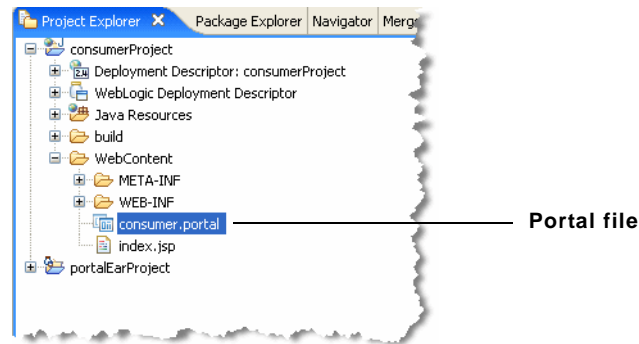 Project Explorer Package Explorer Navigator
consumerProject
Deployment Descriptor: consumerProject
WebLogic Deployment Descriptor
Java Resources
build
WebContent
META-INF
WEB-INF
consumer.portal Portal file
index.jsp
portalEarProject